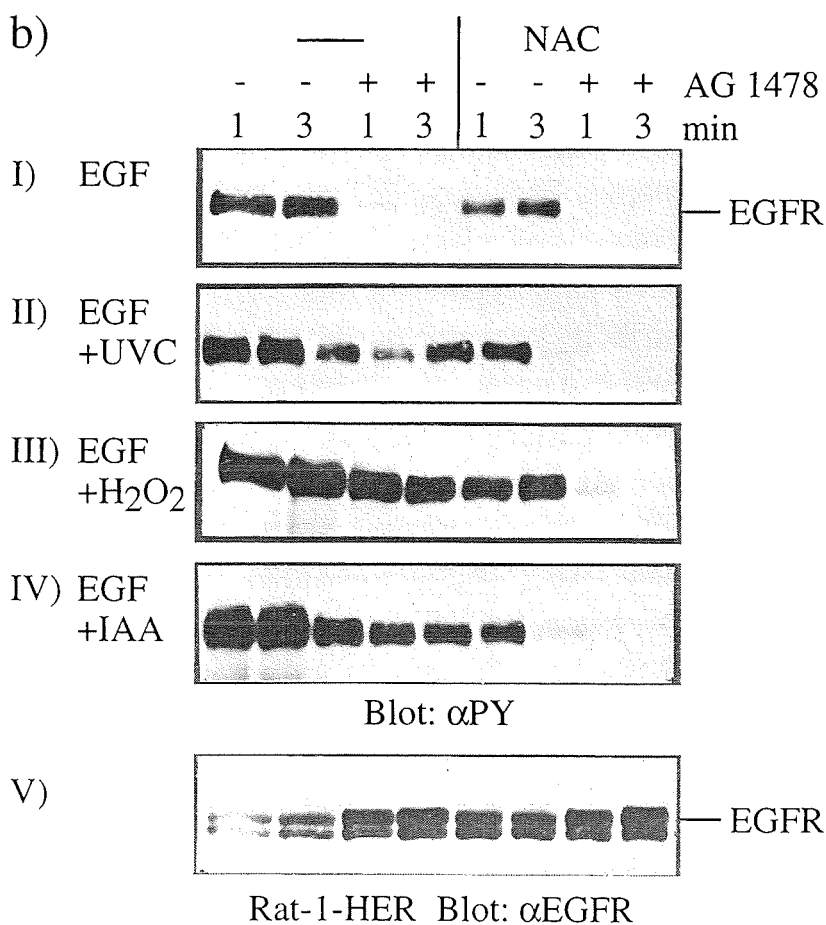 b)
NAC
- - + + - - + + AG 1478
1 3 1 3 1 3 1 3 min
I) EGF
EGFR
II) EGF
+UVC
III) EGF
+H2O2
IV) EGF
+IAA
Blot: αPY
V)
EGFR
Rat-1-HER Blot: αEGFR